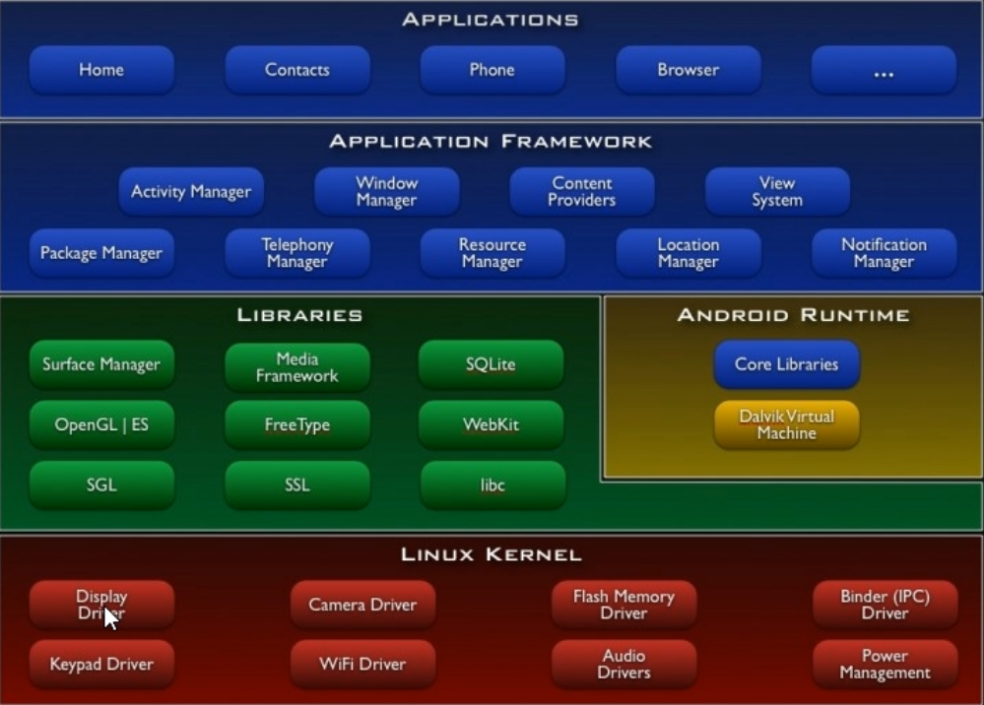 APPLICATIONS
Home
Contacts
Phone
Browser
...
APPLICATION FRAMEWORK
Activity Manager
Window
Manager
Content
Providers
View
System
Package Manager
Telephony
Manager
Resource
Manager
Location
Manager
Notification
Manager
LIBRARIES
Surface Manager
Media
Framework
SQLite
OpenGL | ES
FreeType
WebKit
SGL
SSL
libc
ANDROID RUNTIME
Core Libraries
Dalvik Virtual
Machine
LINUX KERNEL
Display
Driver
Camera Driver
Flash Memory
Driver
Binder (IPC)
Driver
Keypad Driver
WiFi Driver
Audio
Drivers
Power
Management